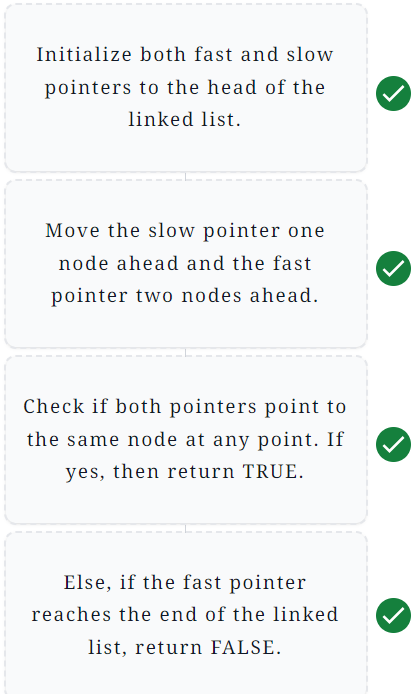 Initialize both fast and slow
pointers to the head of the
linked list.
Move the slow pointer one
node ahead and the fast
pointer two nodes ahead.
Check if both pointers point to
the same node at any point. If
yes, then return TRUE.
Else, if the fast pointer
reaches the end of the linked
list, return FALSE.